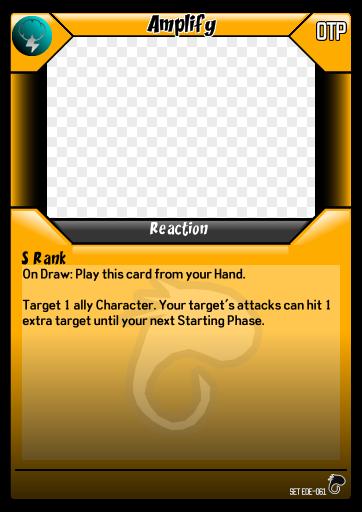 Amplify
OTP
Reaction
S Rank
On Draw: Play this card from your Hand.
Target 1 ally Character. Your target's attacks can hit 1
extra target until your next Starting Phase.
SET EDE-061